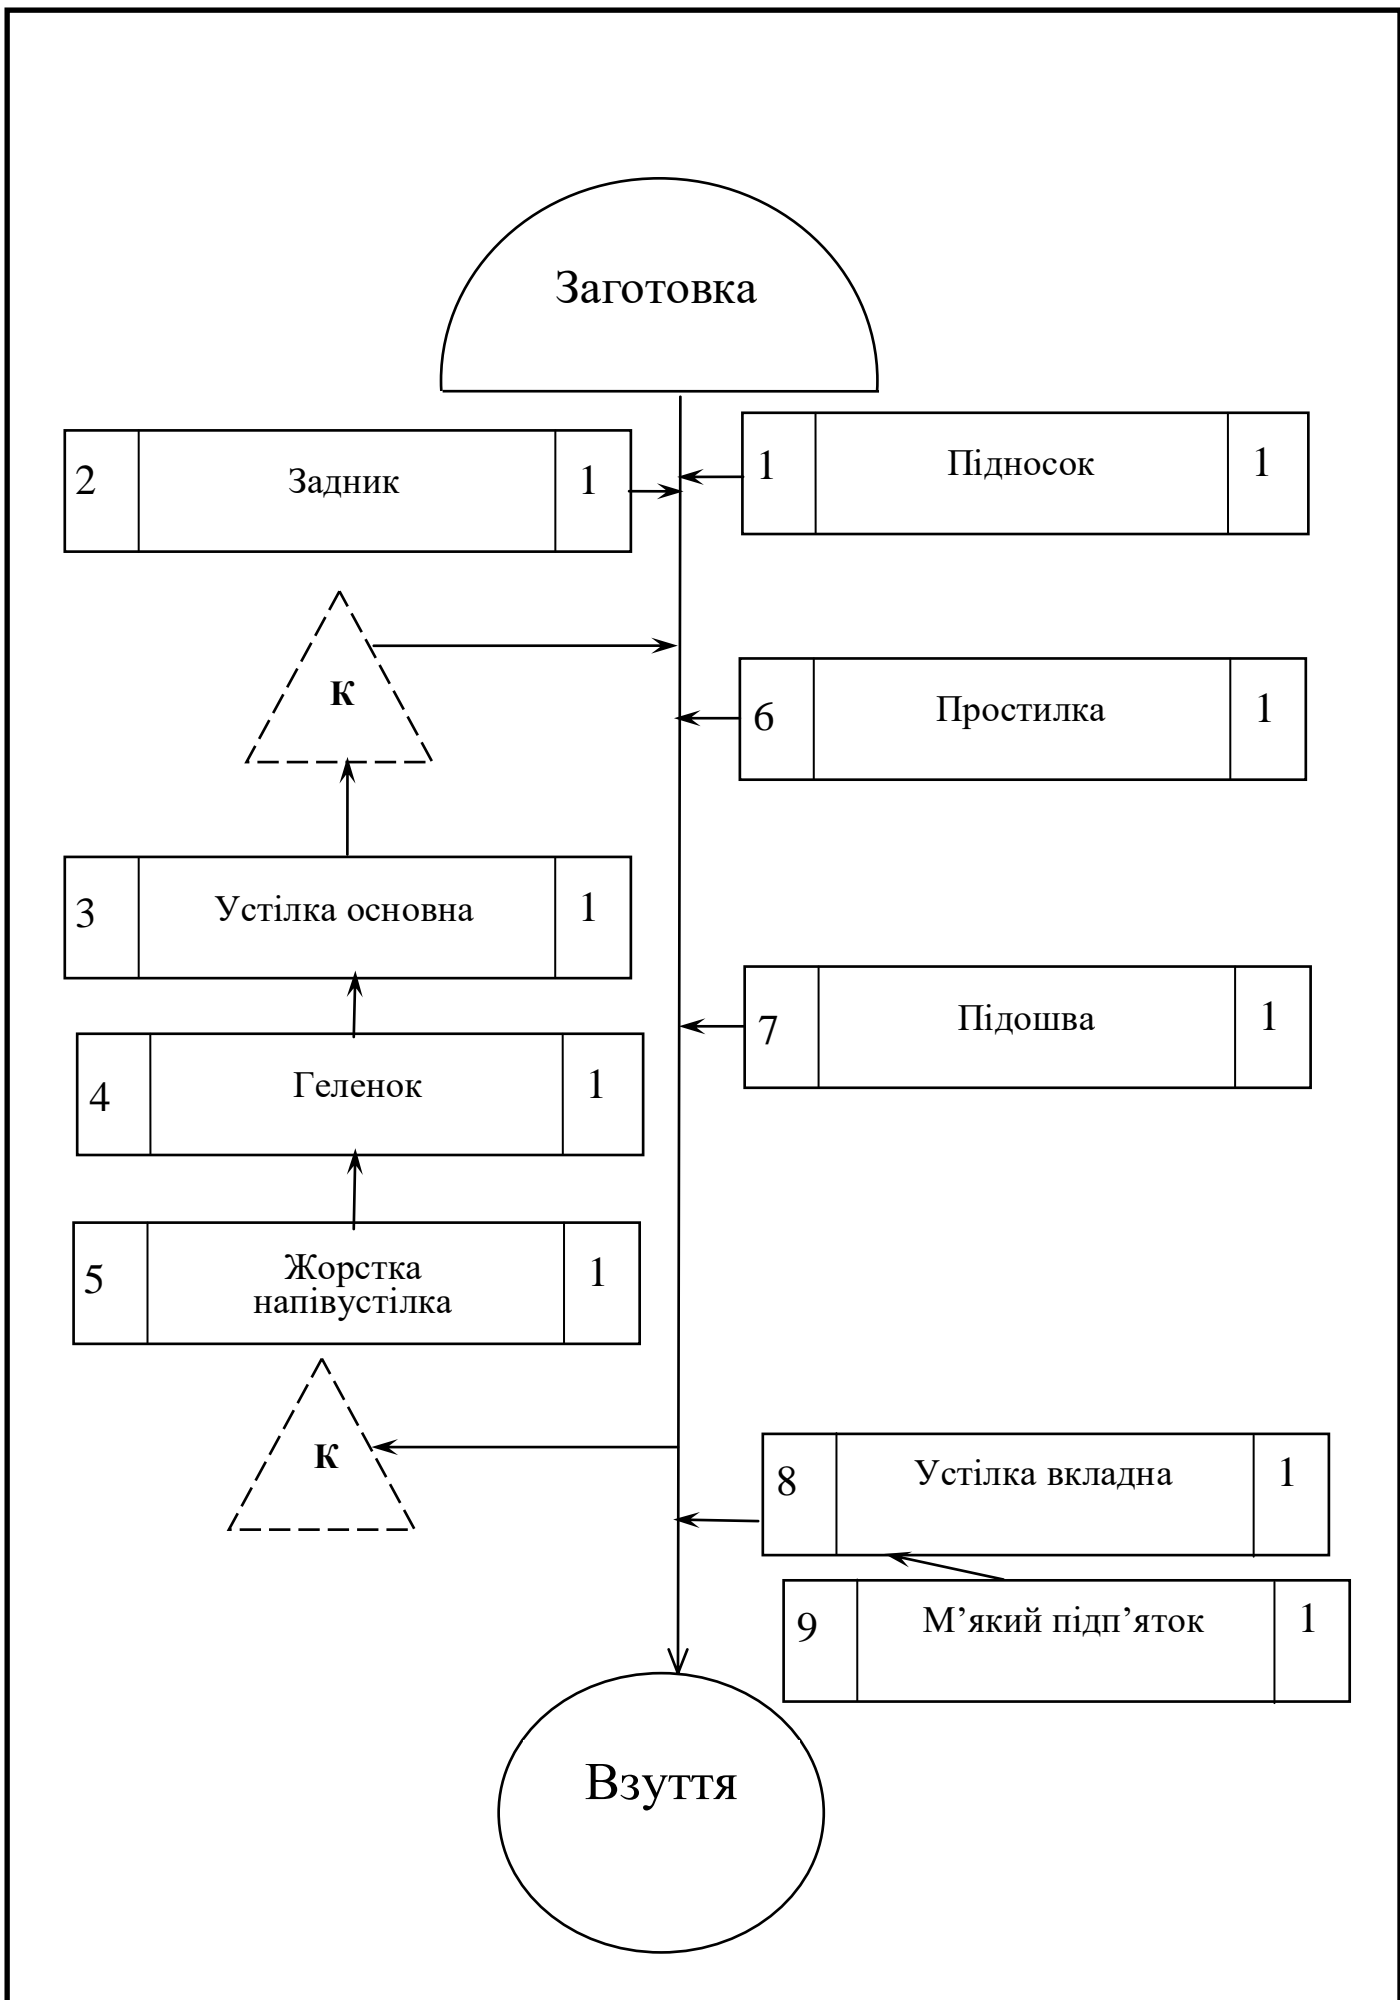 Заготовка
2 Задник 1
1 Підносок 1
К
6 Простилка 1
3 Устілка основна 1
7 Підошва 1
4 Геленок 1
5 Жорстка
напівустілка 1
К
8 Устілка вкладна 1
9 М’який підп’яток 1
Взуття